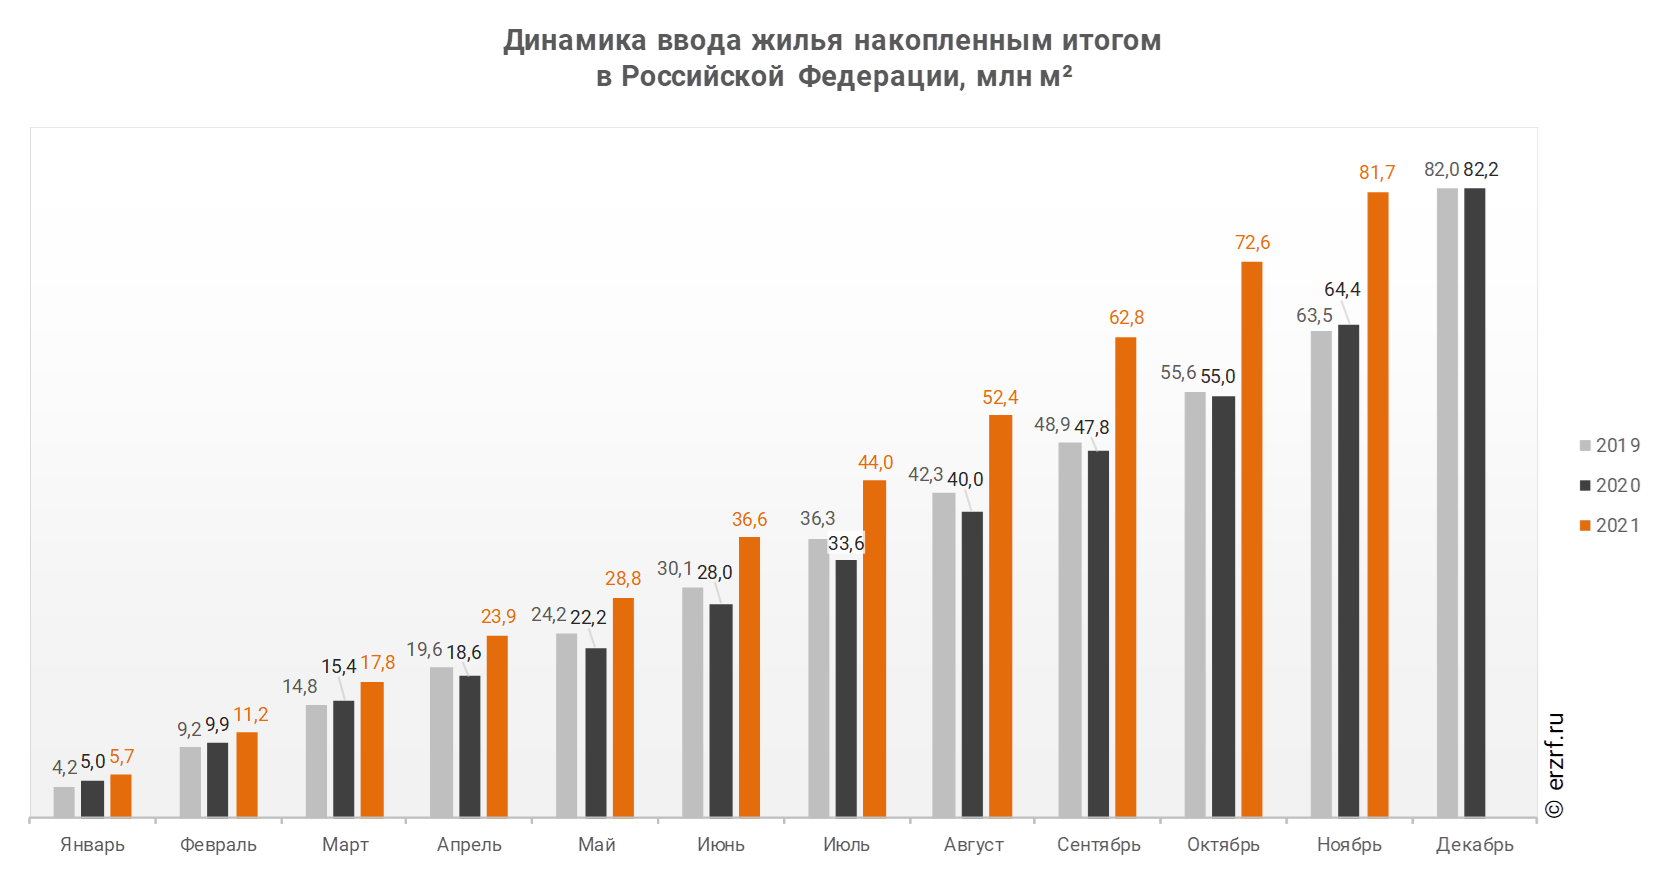 Динамика ввода жилья накопленным итогом
в Российской Федерации, млн м²
4,2 5,0 5,7
9,2 9,9 11,2
14,8 15,4 17,8
19,6 18,6 23,9
24,2 22,2 28,8
30,1 28,0 36,6
36,3 33,6 44,0
42,3 40,0 52,4
48,9 47,8 62,8
55,6 55,0 72,6
63,5 64,4 81,7
82,0 82,2
Январь Февраль Март Апрель Май Июнь Июль Август Сентябрь Октябрь Ноябрь Декабрь
2019
2020
2021
© erzrf.ru